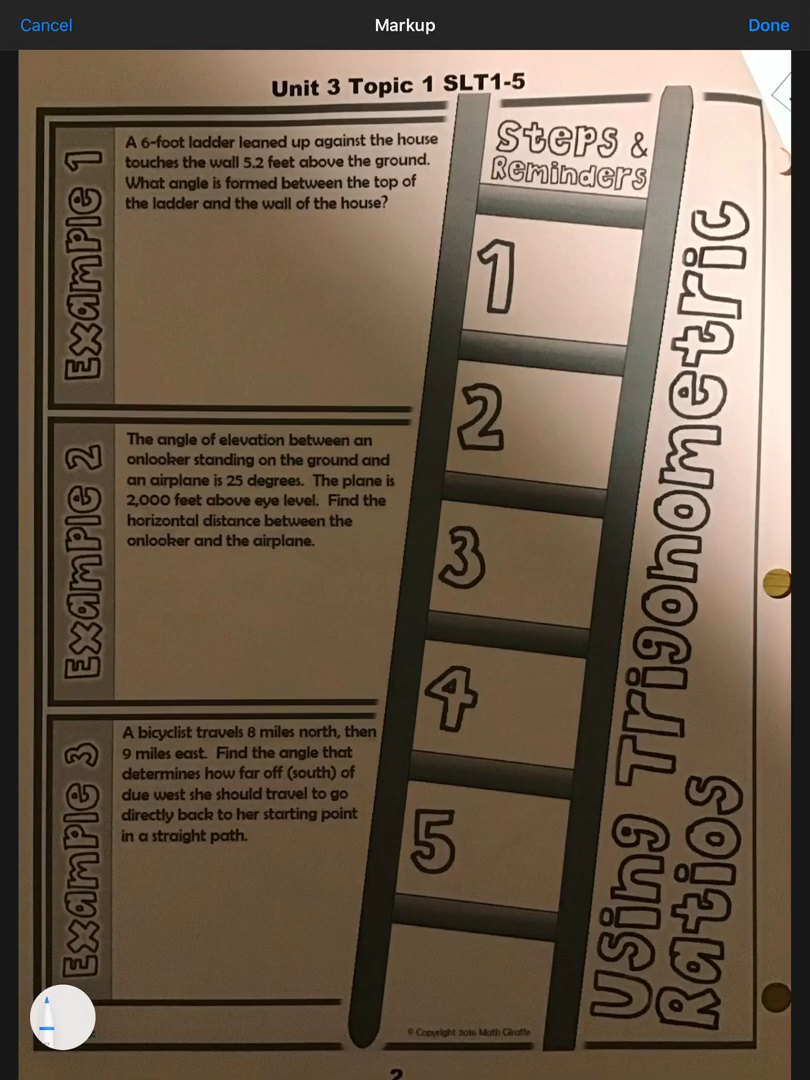 Cancel
Markup
Done
Unit 3 Topic 1 SLT1-5
Example 1
A 6-foot ladder leaned up against the house
touches the wall 5.2 feet above the ground.
What angle is formed between the top of
the ladder and the wall of the house?
Example 2
The angle of elevation between an
onlooker standing on the ground and
an airplane is 25 degrees.  The plane is
2,000 feet above eye level.  Find the
horizontal distance between the
onlooker and the airplane.
Example 3
A bicyclist travels 8 miles north, then
9 miles east.  Find the angle that
determines how far off (south) of
due west she should travel to go
directly back to her starting point
in a straight path.
Steps &
Reminders
1
2
3
4
5
Using Trigonometric
Ratios
© Copyright 2016 Math Giraffe
2